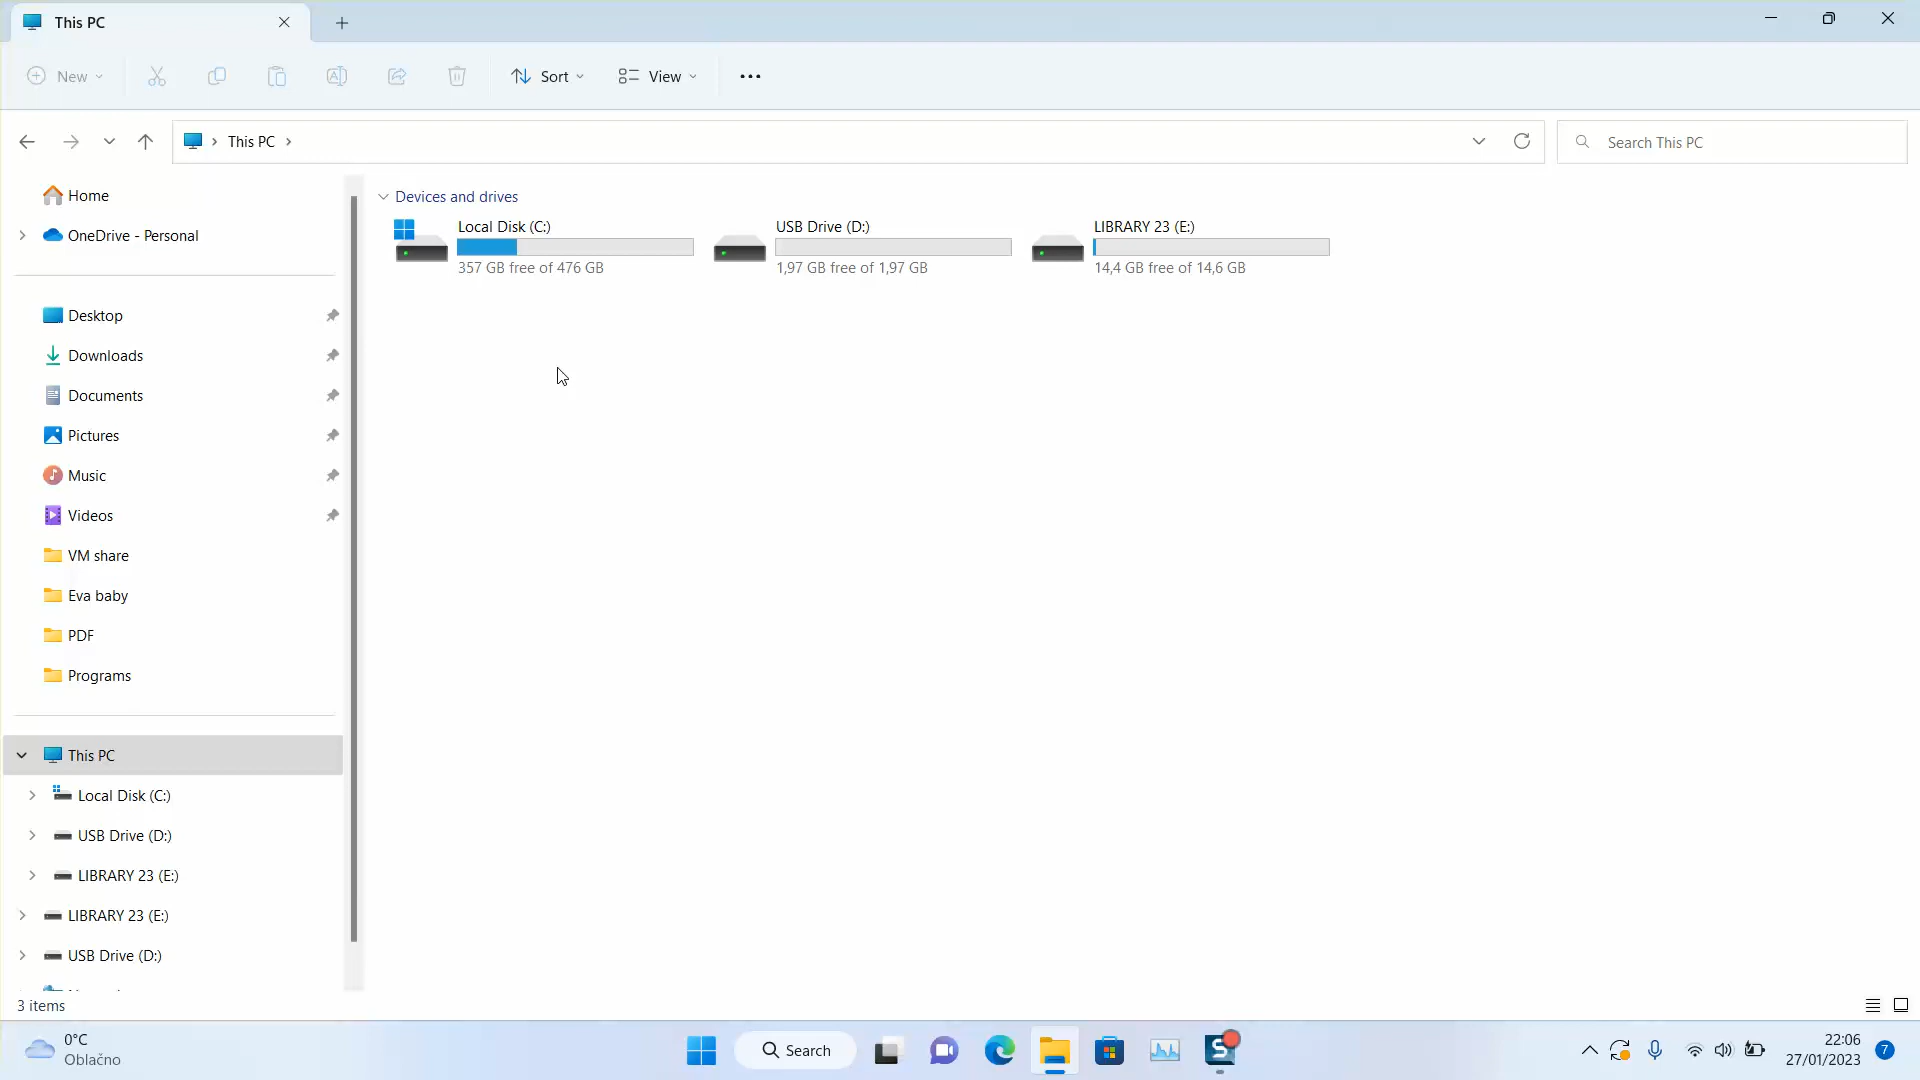 This PC
New
Sort
View
This PC
Search This PC
Home
OneDrive - Personal
Desktop
Downloads
Documents
Pictures
Music
Videos
VM share
Eva baby
PDF
Programs
This PC
Local Disk (C:)
USB Drive (D:)
LIBRARY 23 (E:)
LIBRARY 23 (E:)
USB Drive (D:)
Devices and drives
Local Disk (C:)
357 GB free of 476 GB
USB Drive (D:)
1,97 GB free of 1,97 GB
LIBRARY 23 (E:)
14,4 GB free of 14,6 GB
3 items
0°C
Oblačno
Search
22:06
27/01/2023
7